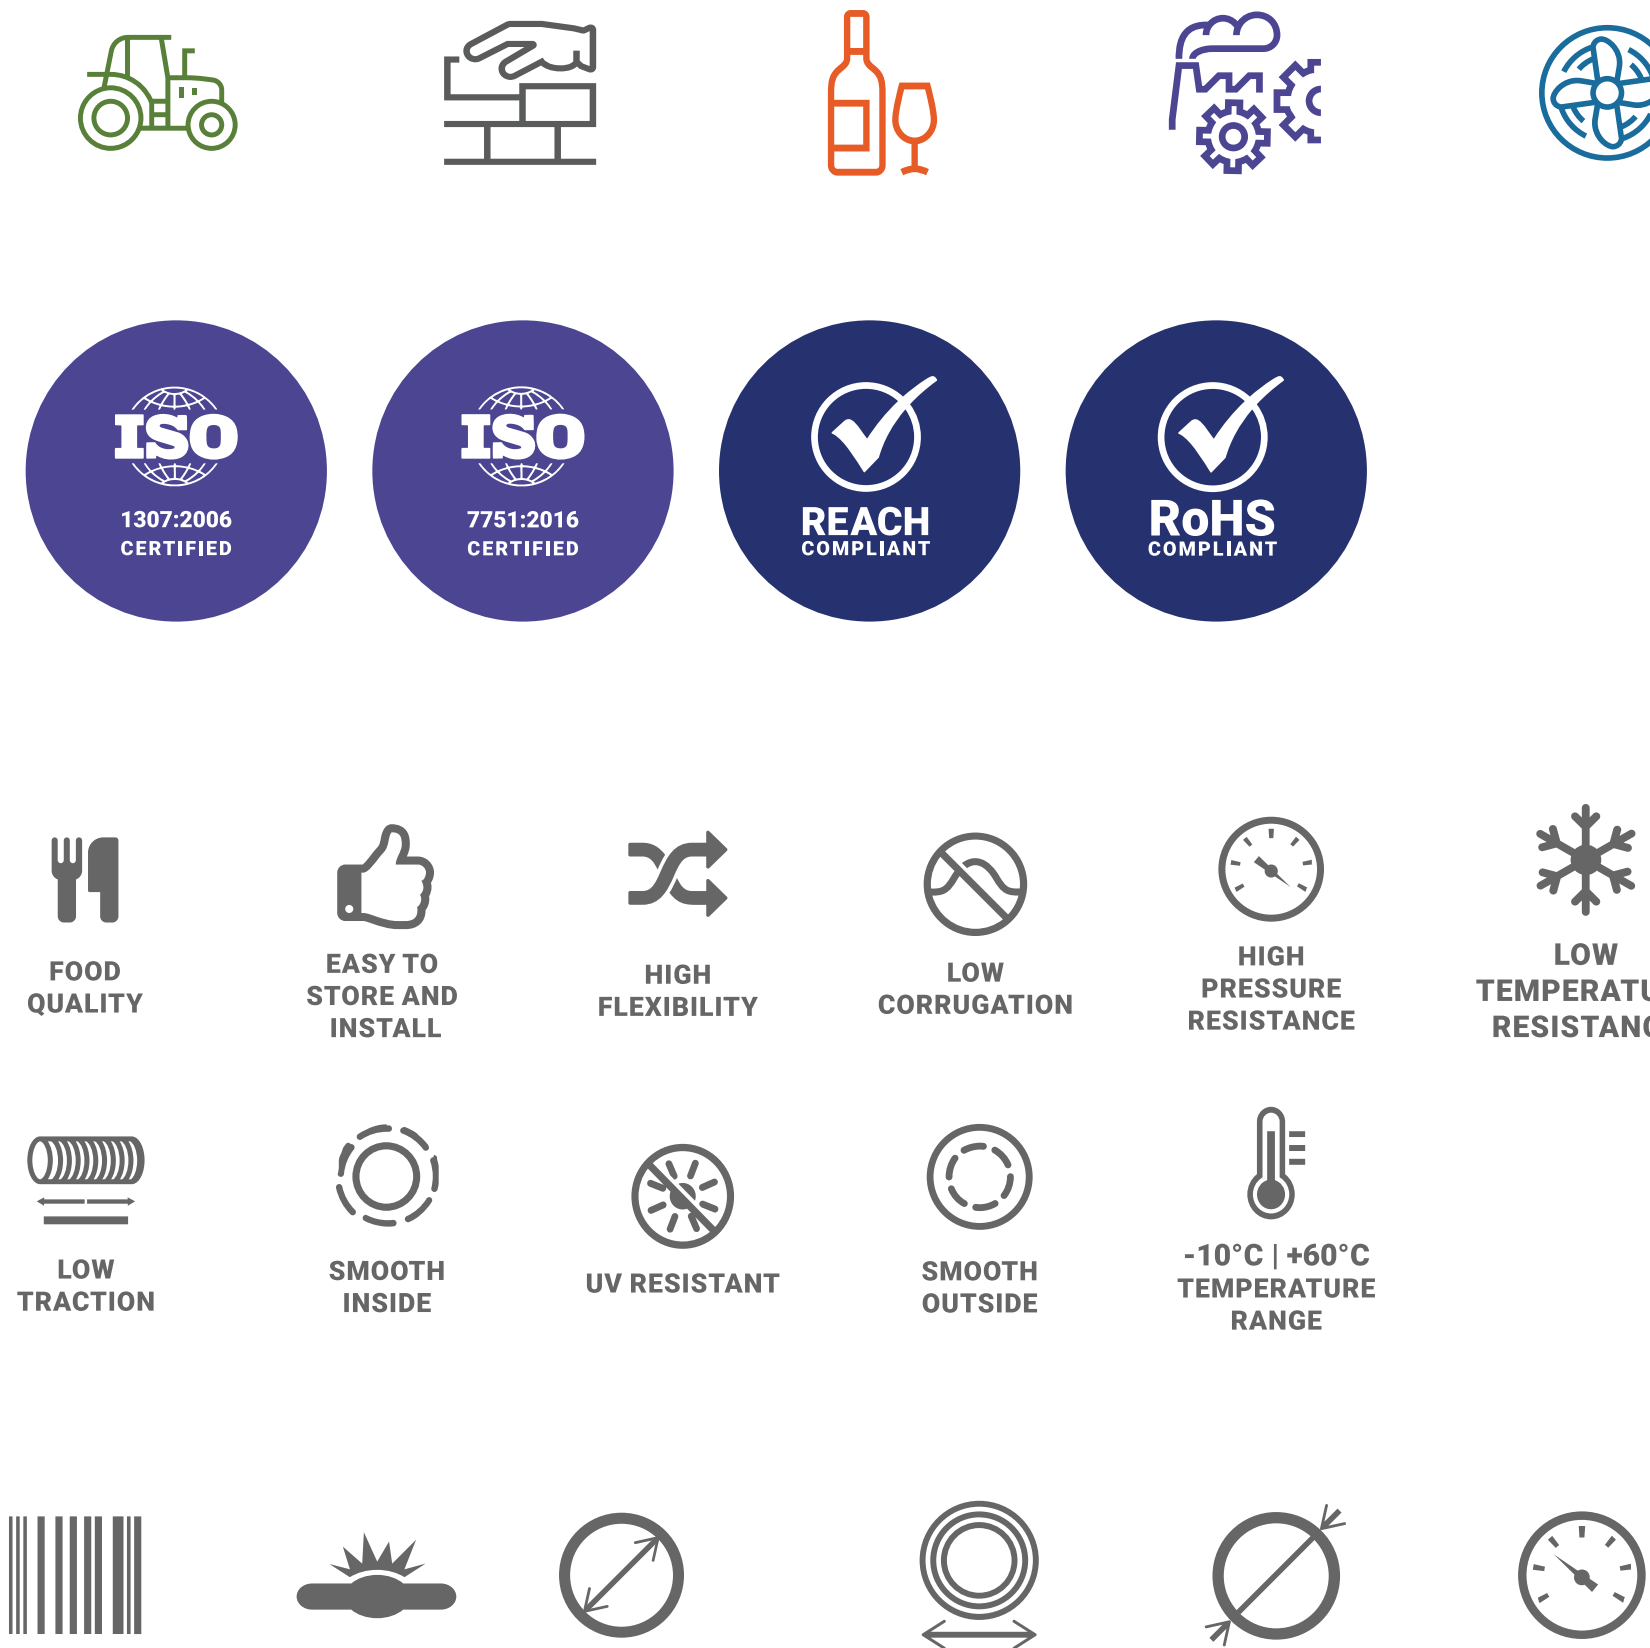 ISO
1307:2006
CERTIFIED
ISO
7751:2016
CERTIFIED
REACH
COMPLIANT
RoHS
COMPLIANT
FOOD
QUALITY
EASY TO
STORE AND
INSTALL
HIGH
FLEXIBILITY
LOW
CORRUGATION
HIGH
PRESSURE
RESISTANCE
LOW
LOW
TRACTION
SMOOTH
INSIDE
UV RESISTANT
SMOOTH
OUTSIDE
-10°C | +60°C
TEMPERATURE
RANGE